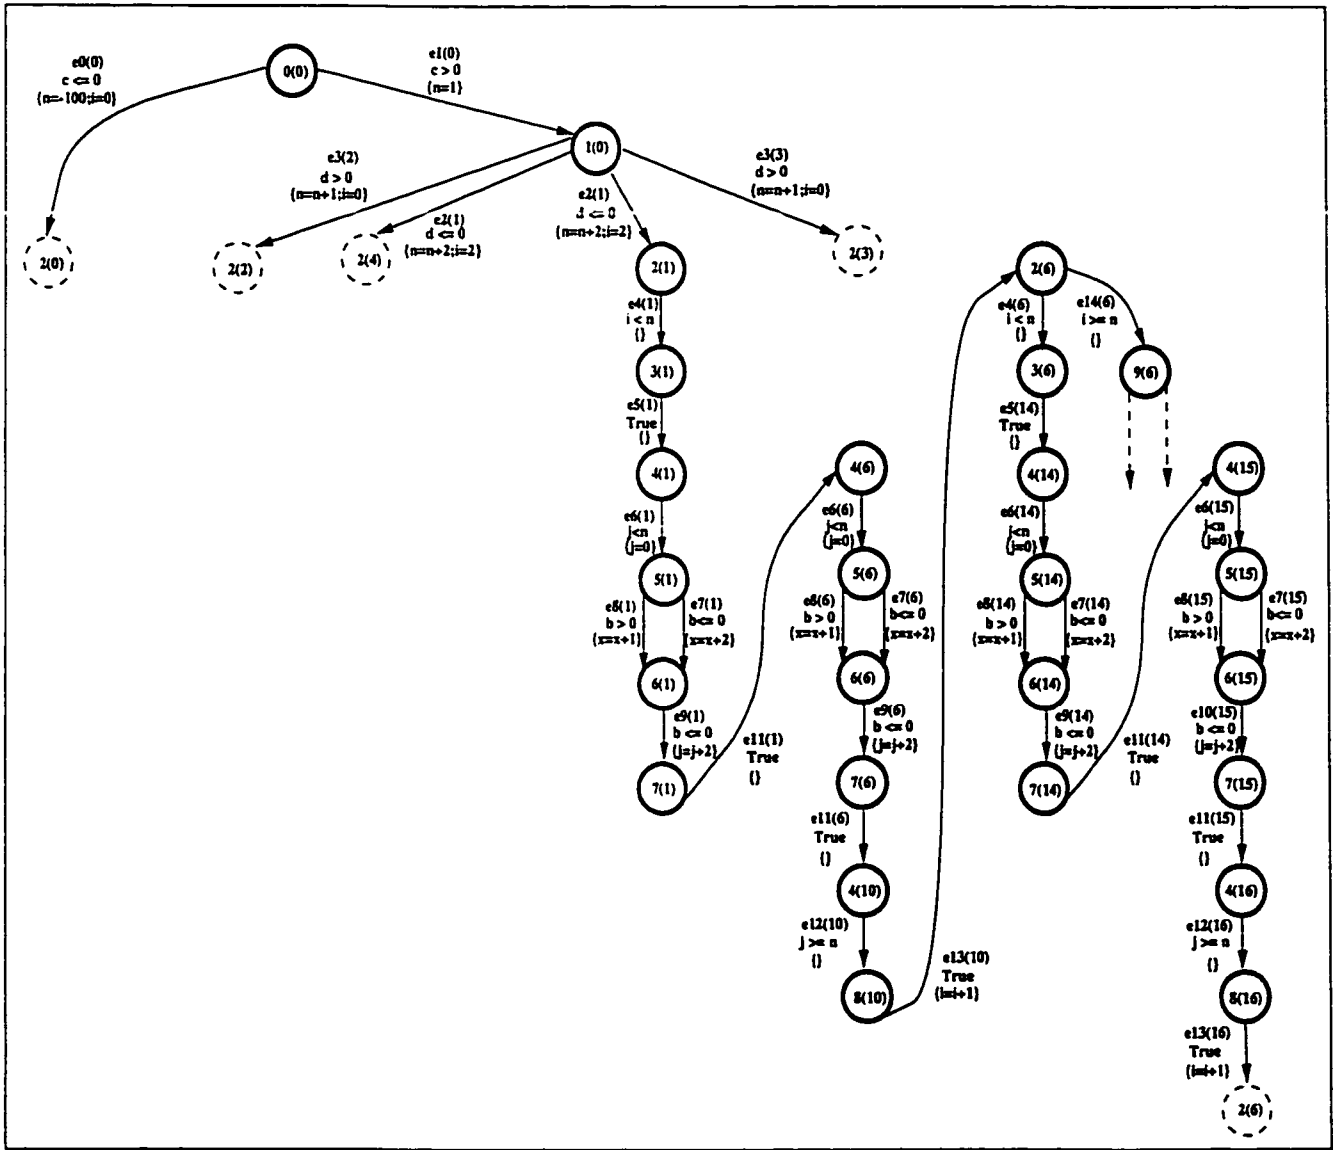 e0(0)
c <= 0
{n=-100;i=0}
0(0)
e1(0)
c > 0
{n=1}
1(0)
e3(2)
d > 0
{n=n+1;i=0}
e2(1)
d <= 0
{n=n+2;i=2}
e2(1)
d <= 0
{n=n+2;i=2}
e3(3)
d > 0
{n=n+1;i=0}
2(0)
2(2)
2(4)
2(1)
2(3)
e4(1)
i < n
{}
3(1)
e5(1)
True
{}
4(1)
e6(1)
j<n
{j=0}
5(1)
e8(1)
b > 0
{x=x+1}
e7(1)
b<= 0
{x=x+2}
6(1)
e9(1)
b <= 0
{j=j+2}
7(1)
e11(1)
True
{}
4(6)
e6(6)
j<n
{j=0}
5(6)
e8(6)
b > 0
{x=x+1}
e7(6)
b<= 0
{x=x+2}
6(6)
e9(6)
b <= 0
{j=j+2}
7(6)
e11(6)
True
{}
4(10)
e12(10)
j >= n
{}
8(10)
e13(10)
True
{i=i+1}
2(6)
e4(6)
i < n
{}
e14(6)
i >= n
{}
3(6)
9(6)
e5(14)
True
{}
4(14)
e6(14)
j<n
{j=0}
5(14)
e8(14)
b > 0
{x=x+1}
e7(14)
b<= 0
{x=x+2}
6(14)
e9(14)
b <= 0
{j=j+2}
7(14)
e11(14)
True
{}
4(15)
e6(15)
j<n
{j=0}
5(15)
e8(15)
b > 0
{x=x+1}
e7(15)
b<= 0
{x=x+2}
6(15)
e10(15)
b <= 0
{j=j+2}
7(15)
e11(15)
True
{}
4(16)
e12(16)
j >= n
{}
8(16)
e13(16)
True
{i=i+1}
2(6)